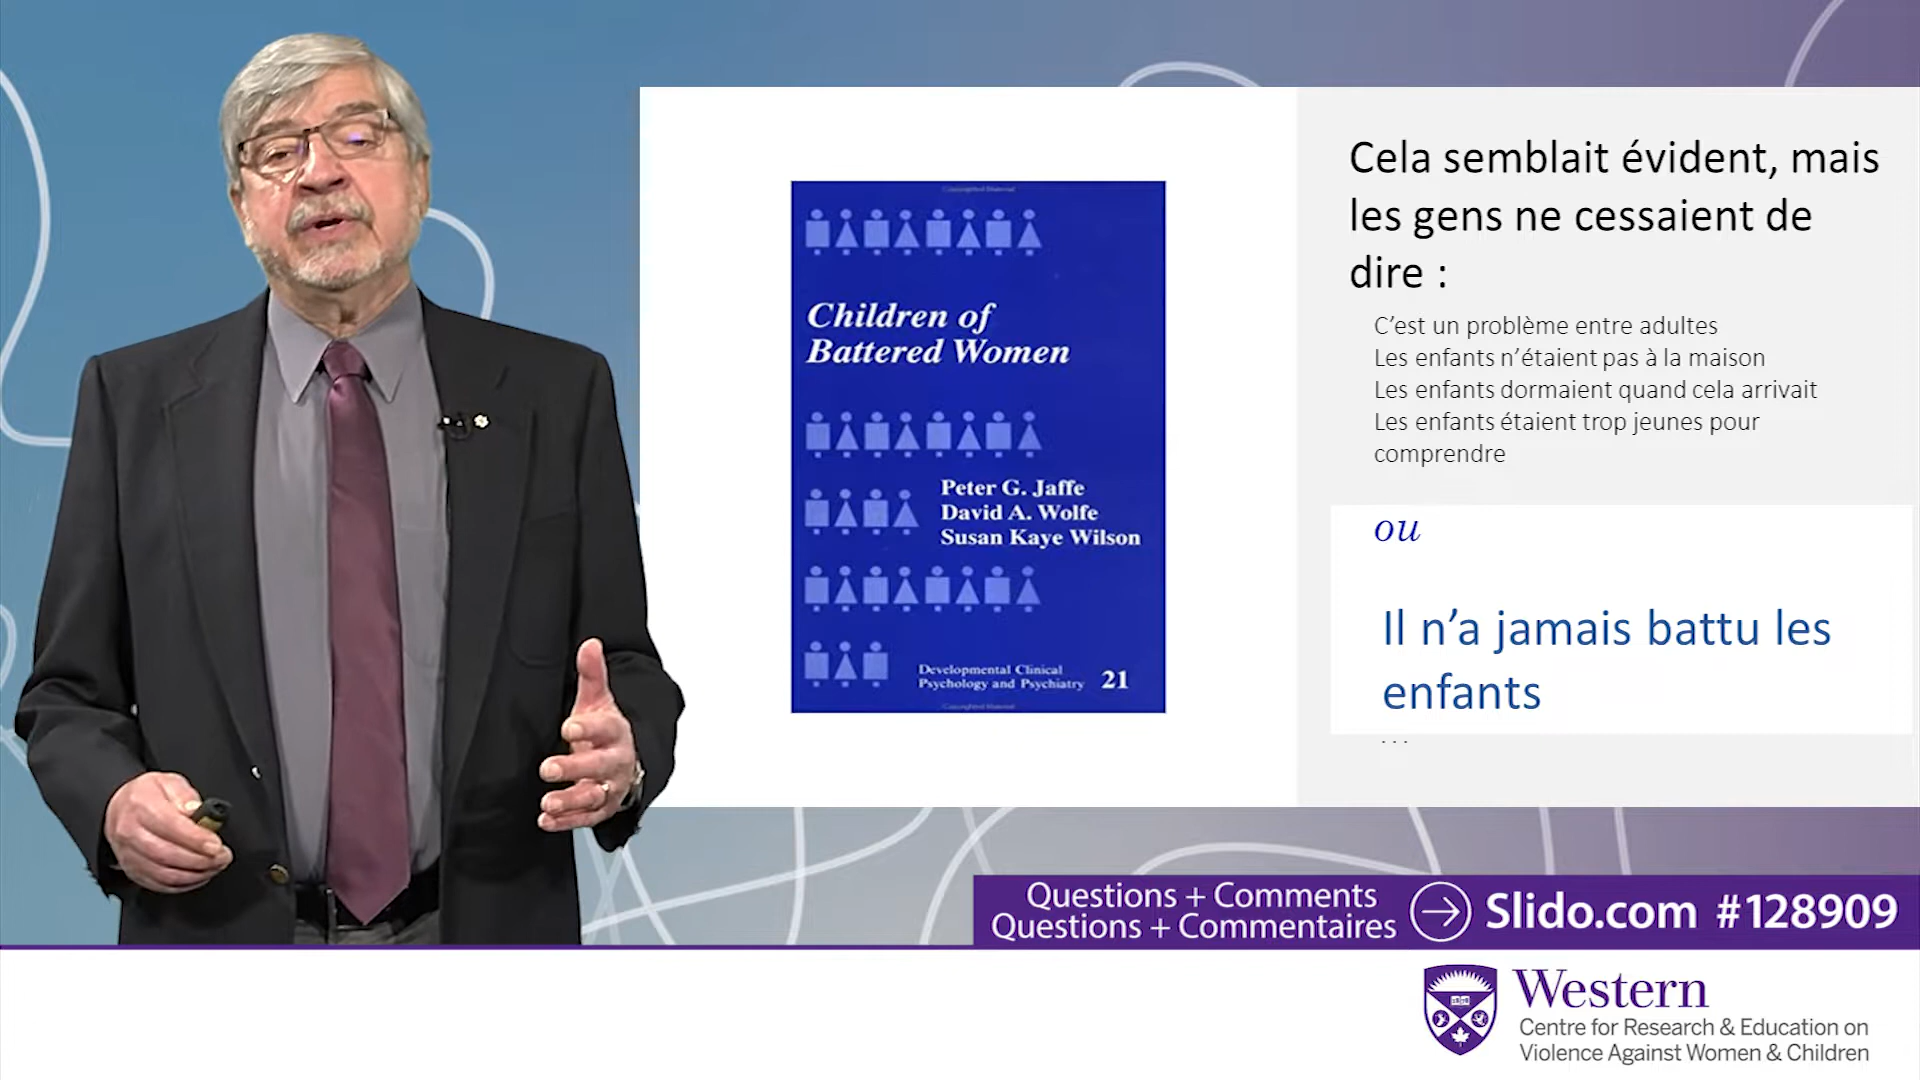 Children of
Battered Women
Peter G. Jaffe
David A. Wolfe
Susan Kaye Wilson
Developmental Clinical
Psychology and Psychiatry 21
Cela semblait évident, mais
les gens ne cessaient de
dire :
C’est un problème entre adultes
Les enfants n’étaient pas à la maison
Les enfants dormaient quand cela arrivait
Les enfants étaient trop jeunes pour
comprendre
ou
Il n’a jamais battu les
enfants
...
Questions + Comments
Questions + Commentaires
Slido.com #128909
Western
Centre for Research & Education on
Violence Against Women & Children